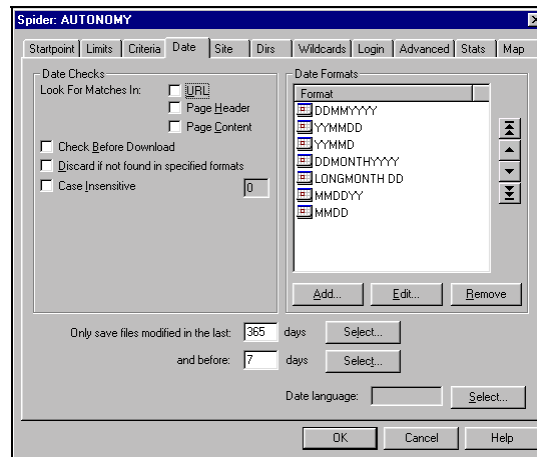 Spider: AUTONOMY
Startpoint Limits Criteria Date Site Dirs Wildcards Login Advanced Stats Map
Date Checks
Look For Matches In: URL
Page Header
Page Content
Check Before Download
Discard if not found in specified formats
Case Insensitive 0
Date Formats
Format
DDMMYYYY
YYMMDD
YYMMD
DDMONTHYYYY
LONGMONTH DD
MMDDYY
MMDD
Add... Edit... Remove
Only save files modified in the last: 365 days Select...
and before: 7 days Select...
Date language: Select...
OK Cancel Help